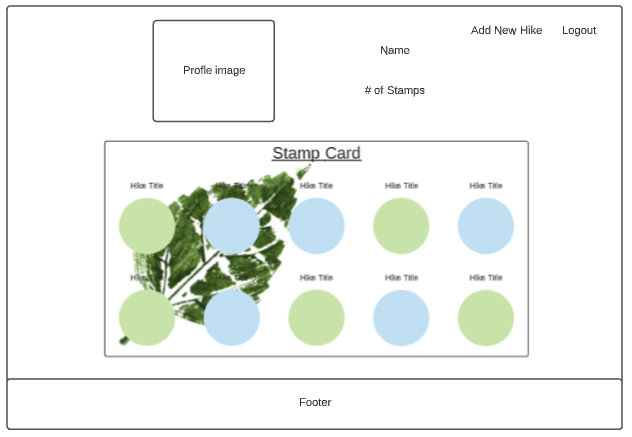 Add New Hike Logout
Name
Profle image
# of Stamps
Stamp Card
Hike Title Hike Title Hike Title Hike Title Hike Title
Hike Title Hike Title Hike Title Hike Title Hike Title
Footer